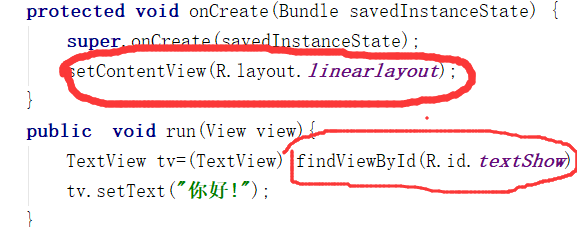 protected void onCreate(Bundle savedInstanceState) {
super.onCreate(savedInstanceState);
setContentView(R.layout.linearlayout);
}
public void run(View view){
TextView tv=(TextView) findViewById(R.id.textShow)
tv.setText("你好!");
}